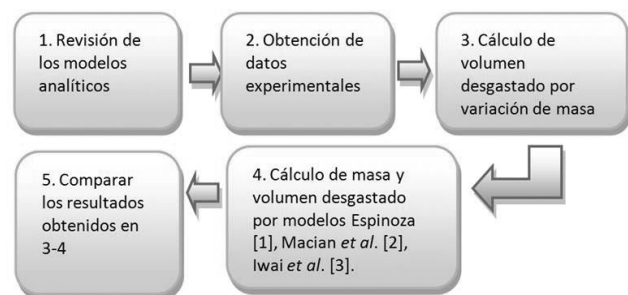 1. Revisión de
los modelos
analíticos
2. Obtención de
datos
experimentales
3. Cálculo de
volumen
desgastado por
variación de masa
4. Cálculo de masa y
volumen desgastado
por modelos Espinoza
[1], Macian et al. [2],
Iwai et al. [3].
5. Comparar
los resultados
obtenidos en
3-4